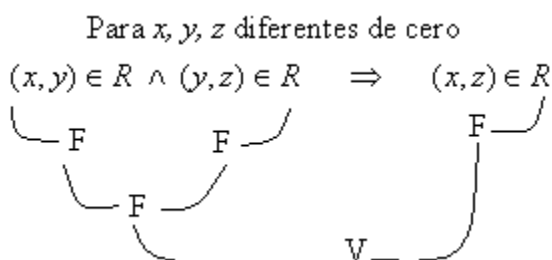 Para x, y, z diferentes de cero
(x, y) ∈ R ∧ (y, z) ∈ R ⇒ (x, z) ∈ R
F F F
F
V